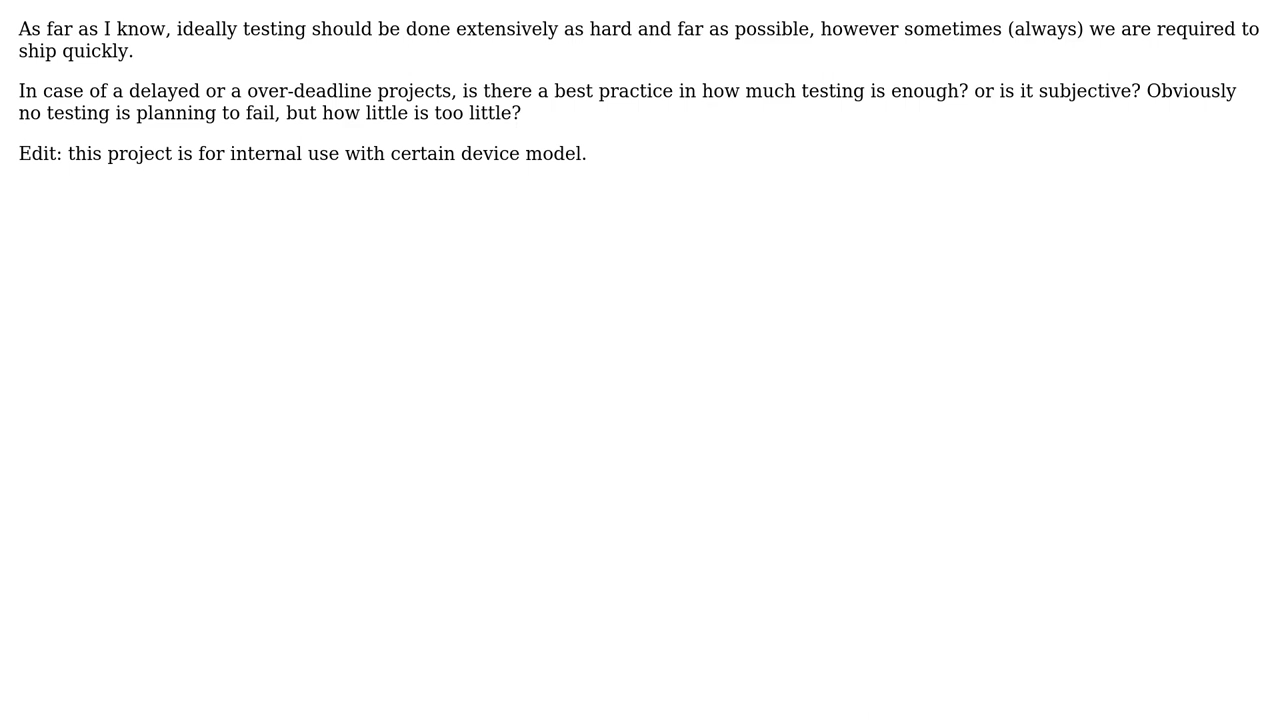 As far as I know, ideally testing should be done extensively as hard and far as possible, however sometimes (always) we are required to
ship quickly.
In case of a delayed or a over-deadline projects, is there a best practice in how much testing is enough? or is it subjective? Obviously
no testing is planning to fail, but how little is too little?
Edit: this project is for internal use with certain device model.